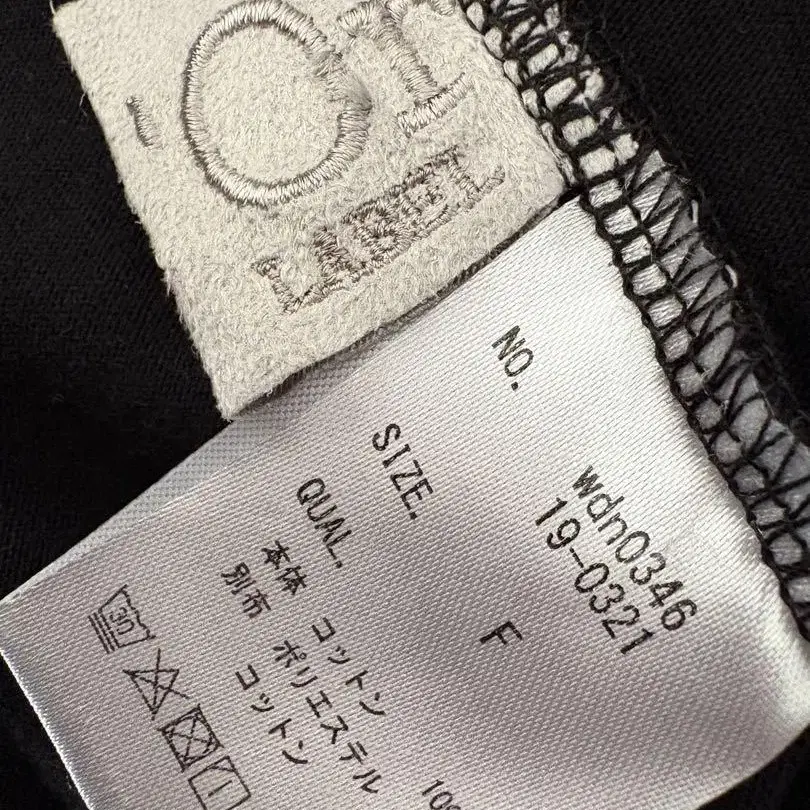 LABEL
NO. wdn0346
19-0321
SIZE. F
QUAL.
本体 コットン
別布 ポリエステル
コットン
30